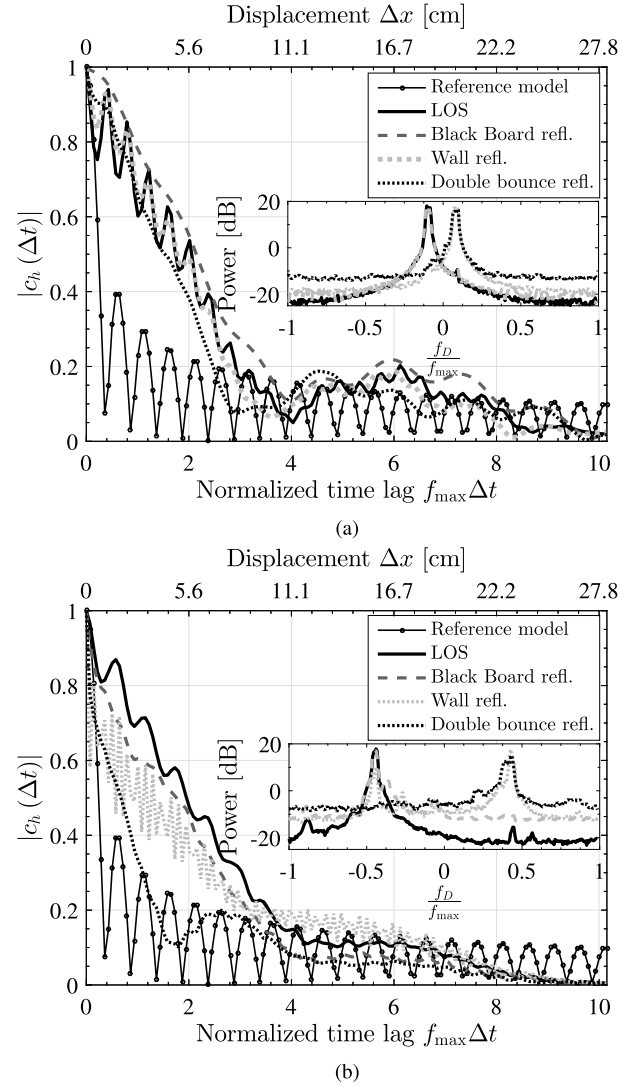 Displacement Δx [cm]
0 5.6 11.1 16.7 22.2 27.8
Reference model
LOS
Black Board refl.
Wall refl.
Double bounce refl.
|c_h (Δt)|
1
0.8
0.6
0.4
0.2
0
Power [dB]
20
0
-20
-1 -0.5 0 0.5 1
f_D / f_max
0 2 4 6 8 10
Normalized time lag f_max Δt
(a)
Displacement Δx [cm]
0 5.6 11.1 16.7 22.2 27.8
Reference model
LOS
Black Board refl.
Wall refl.
Double bounce refl.
|c_h (Δt)|
1
0.8
0.6
0.4
0.2
0
Power [dB]
20
0
-20
-1 -0.5 0 0.5 1
f_D / f_max
0 2 4 6 8 10
Normalized time lag f_max Δt
(b)